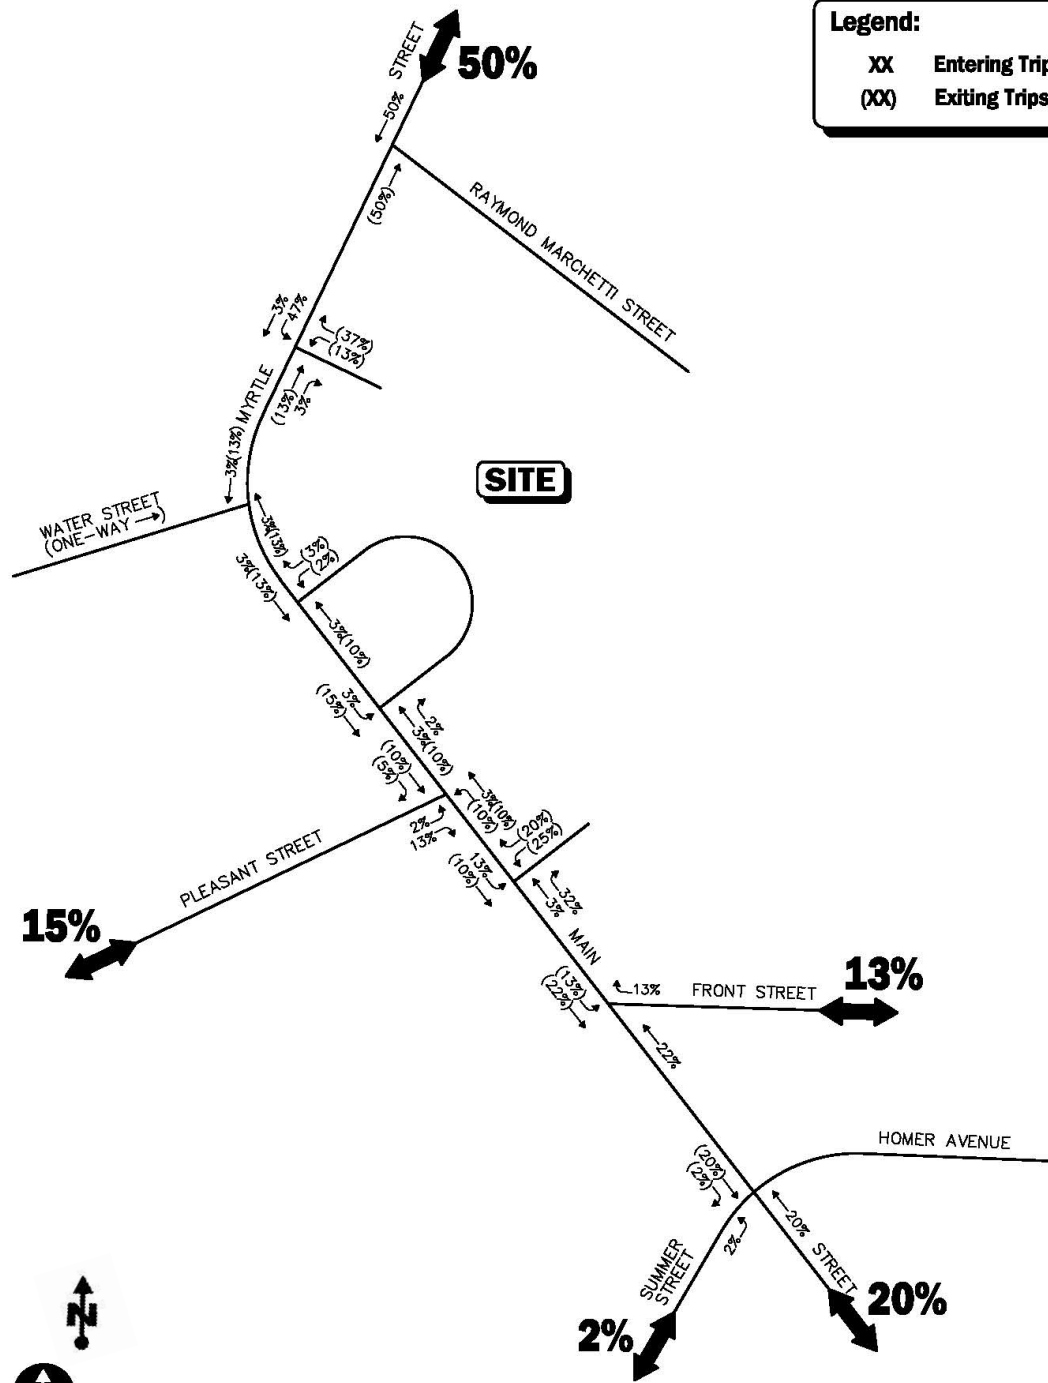 Legend:
XX Entering Trip
(XX) Exiting Trips
STREET
50%
50%
(50%)
RAYMOND MARCHETTI STREET
3%
47%
(37%)
(13%)
MYRTLE
(13%)
3%
3%(13%)
SITE
WATER STREET
(ONE-WAY →)
3%(13%)
(3%)
(2%)
3%(13%)
3%(10%)
3%
(15%)
2%
3%(10%)
(10%)
(5%)
3%(10%)
(10%)
(20%)
(25%)
2%
13%
PLEASANT STREET
15%
13%
(10%)
32%
3%
MAIN
(13%)
(22%)
13%
FRONT STREET
13%
22%
HOMER AVENUE
(20%)
(2%)
20%
2%
STREET
SUMMER
STREET
20%
2%
N